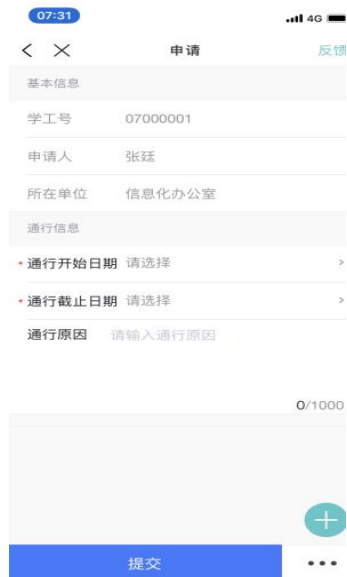 07:31
4G
申请
反馈
基本信息
学工号 07000001
申请人 张廷
所在单位 信息化办公室
通行信息
*通行开始日期 请选择
*通行截止日期 请选择
通行原因 请输入通行原因
0/1000
提交